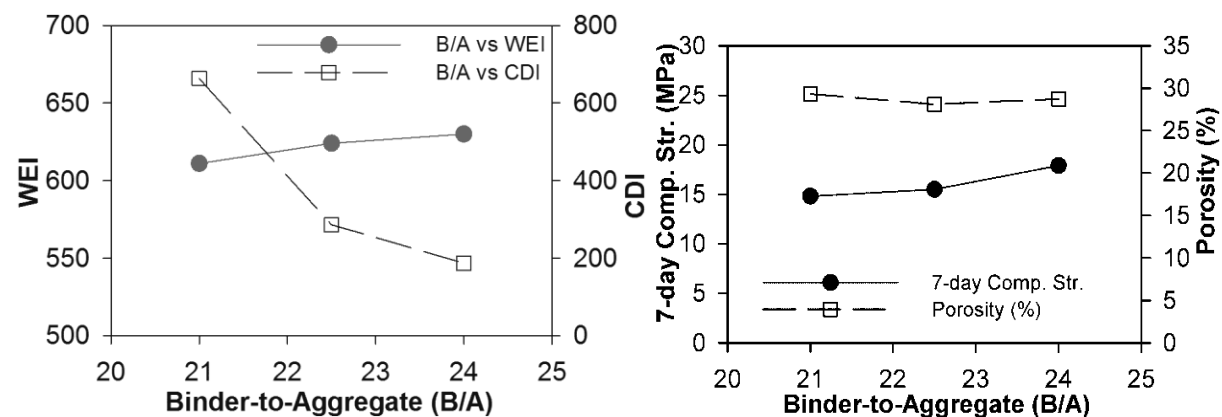 700
650
600
550
500
WEI
B/A vs WEI
B/A vs CDI
800
600
400
200
0
CDI
20 21 22 23 24 25
Binder-to-Aggregate (B/A)
30
25
20
15
10
5
0
7-day Comp. Str. (MPa)
7-day Comp. Str.
Porosity (%)
35
30
25
20
15
10
5
0
Porosity (%)
20 21 22 23 24 25
Binder-to-Aggregate (B/A)